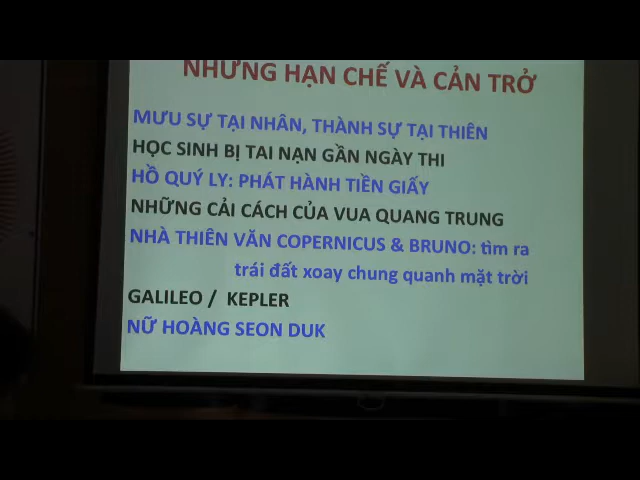 NHỮNG HẠN CHẾ VÀ CẢN TRỞ
MƯU SỰ TẠI NHÂN, THÀNH SỰ TẠI THIÊN
HỌC SINH BỊ TAI NẠN GẦN NGÀY THI
HỒ QUÝ LY: PHÁT HÀNH TIỀN GIẤY
NHỮNG CẢI CÁCH CỦA VUA QUANG TRUNG
NHÀ THIÊN VĂN COPERNICUS & BRUNO: tìm ra
trái đất xoay chung quanh mặt trời
GALILEO / KEPLER
NỮ HOÀNG SEON DUK